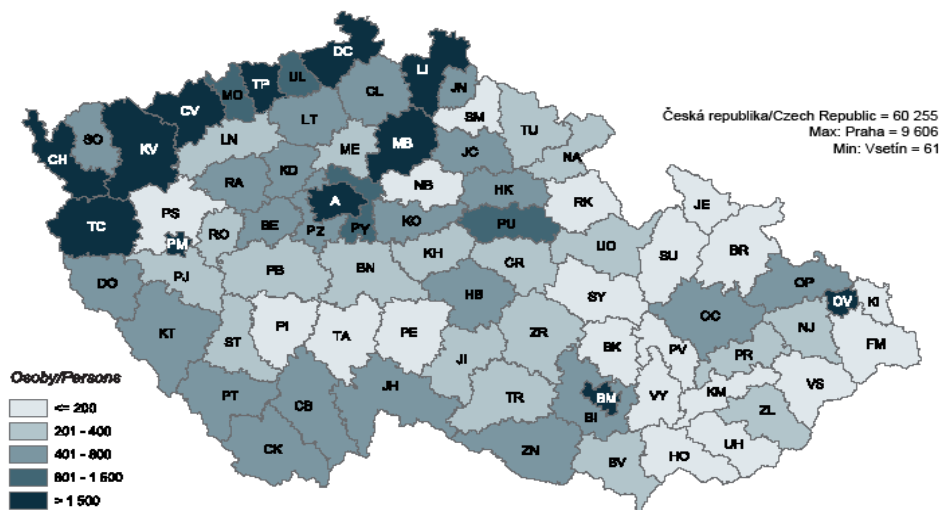 DC
LI
TP
UL
MO
CV
CL
JN
SO
KV
LT
SM
TU
LN
ME
MB
CH
JC
NA
RA
KD
NB
HK
RK
JE
A
PS
TC
RO
BE
PZ
PY
KO
PU
PM
UO
SU
BR
DO
PJ
PB
BN
KH
CR
HB
SY
OC
OP
OV
KI
KT
ST
PI
TA
PE
JI
ZR
BK
PV
PR
NJ
FM
PT
CB
JH
TR
BM
BI
VY
KM
VS
ZL
CK
ZN
BV
HO
UH
Česká republika/Czech Republic = 60 255
Max: Praha = 9 606
Min: Vsetín = 61
Osoby/Persons
<= 200
201 - 400
401 - 800
801 - 1 500
> 1 500